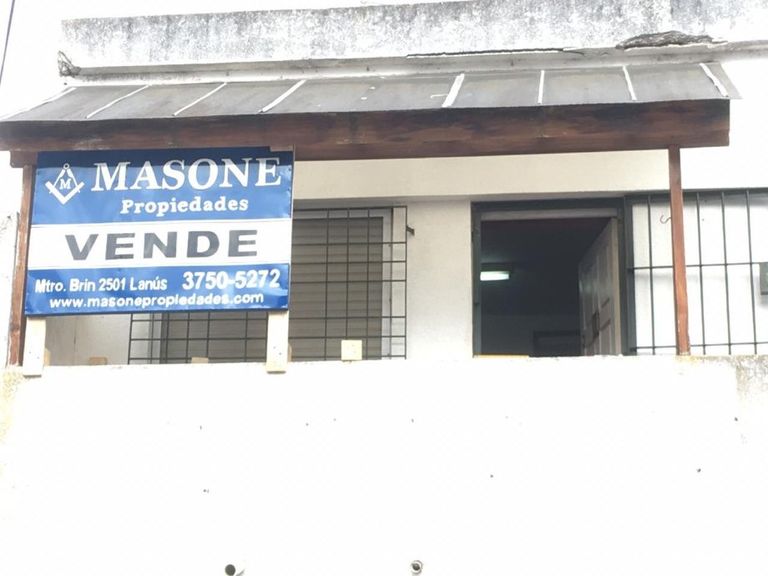 M MASONE
Propiedades
VENDE
Mtro. Brin 2501 Lanús 3750-5272
www.masonepropiedades.com